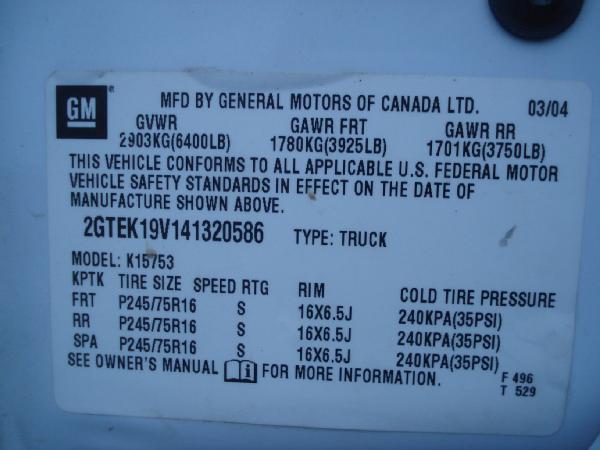 GM MFD BY GENERAL MOTORS OF CANADA LTD. 03/04
GVWR GAWR FRT GAWR RR
2903KG(6400LB) 1780KG(3925LB) 1701KG(3750LB)
THIS VEHICLE CONFORMS TO ALL APPLICABLE U.S. FEDERAL MOTOR
VEHICLE SAFETY STANDARDS IN EFFECT ON THE DATE OF
MANUFACTURE SHOWN ABOVE.
2GTEK19V141320586 TYPE: TRUCK
MODEL: K15753
KPTK TIRE SIZE SPEED RTG RIM COLD TIRE PRESSURE
FRT P245/75R16 S 16X6.5J 240KPA(35PSI)
RR P245/75R16 S 16X6.5J 240KPA(35PSI)
SPA P245/75R16 S 16X6.5J 240KPA(35PSI)
SEE OWNER'S MANUAL i FOR MORE INFORMATION. F 496
T 529